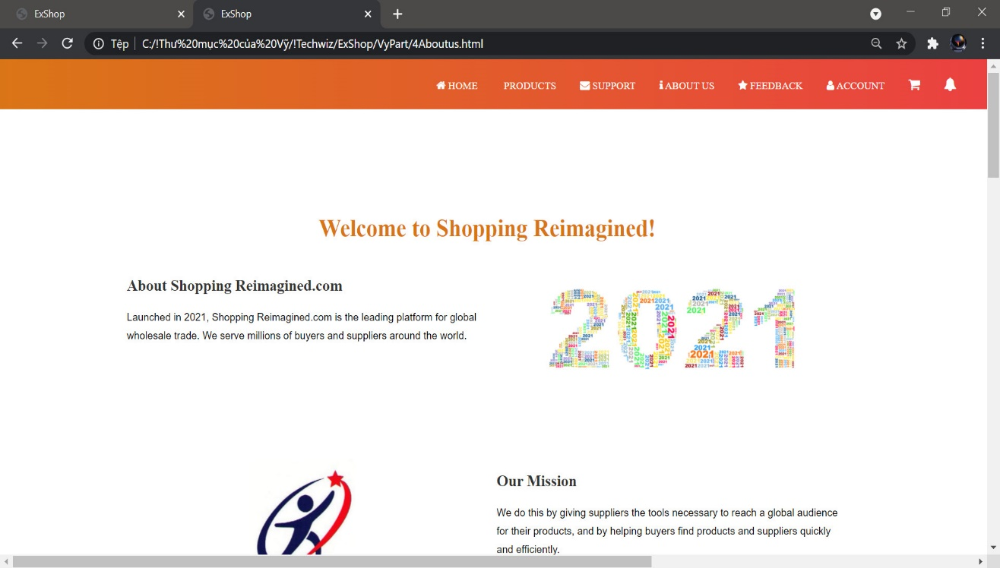 ExShop
ExShop
Tệp C:/!Thư%20mục%20của%20Vỹ/!Techwiz/ExShop/VyPart/4Aboutus.html
HOME PRODUCTS SUPPORT ABOUT US FEEDBACK ACCOUNT
Welcome to Shopping Reimagined!
About Shopping Reimagined.com
Launched in 2021, Shopping Reimagined.com is the leading platform for global
wholesale trade. We serve millions of buyers and suppliers around the world.
2021
Our Mission
We do this by giving suppliers the tools necessary to reach a global audience
for their products, and by helping buyers find products and suppliers quickly
and efficiently.